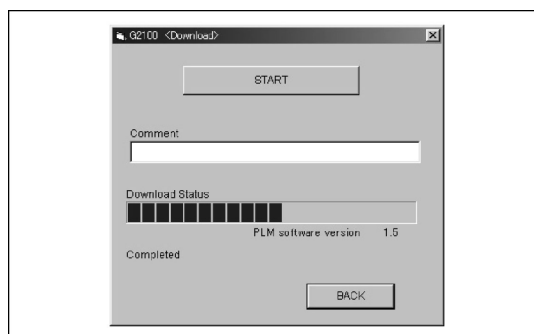 G2100 <Download>
START
Comment
Download Status
PLM software version 1.5
Completed
BACK